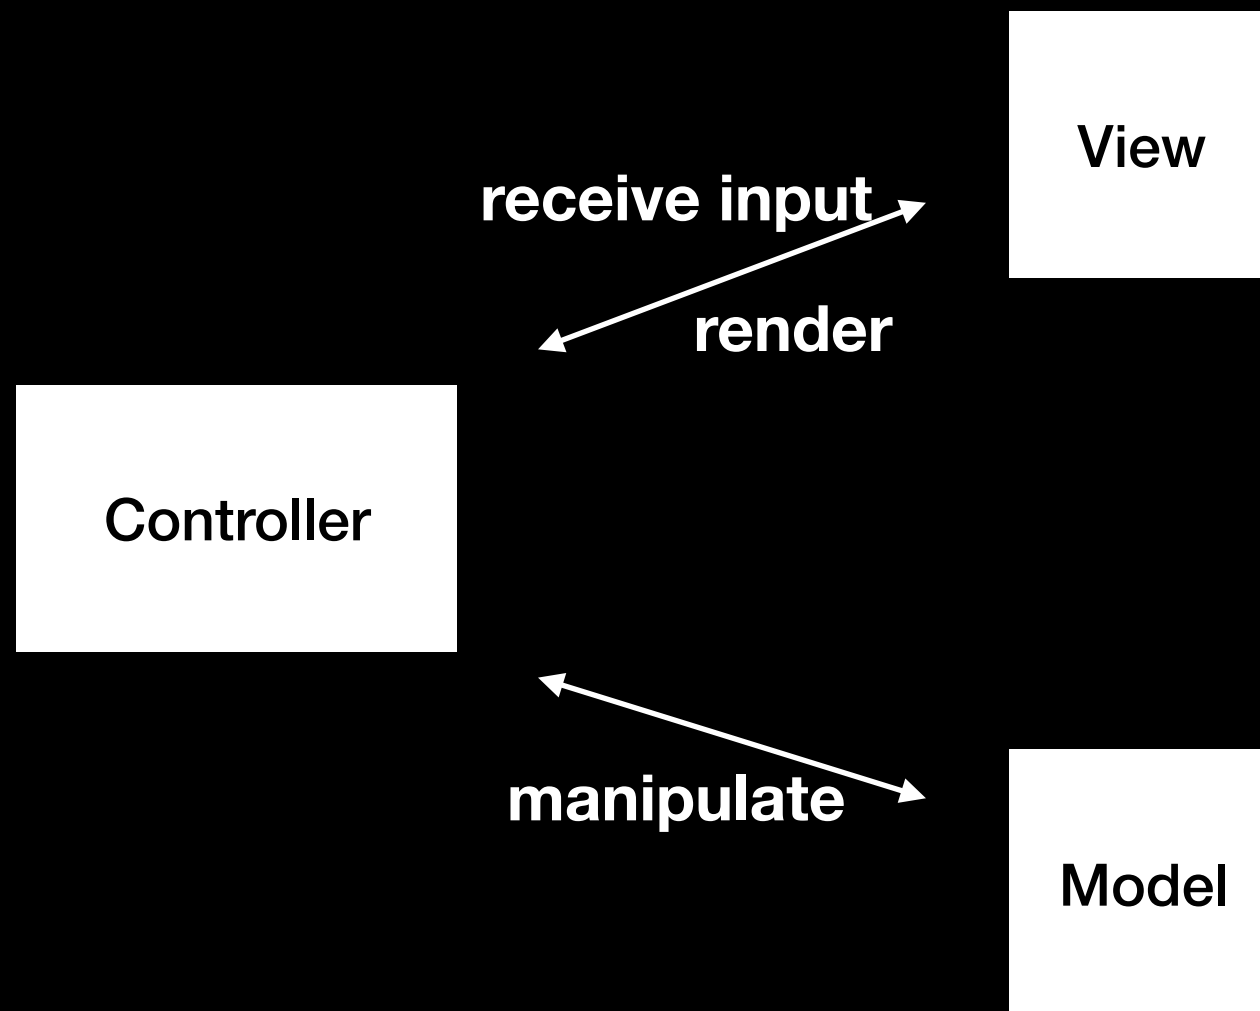 View
receive input
render
Controller
manipulate
Model